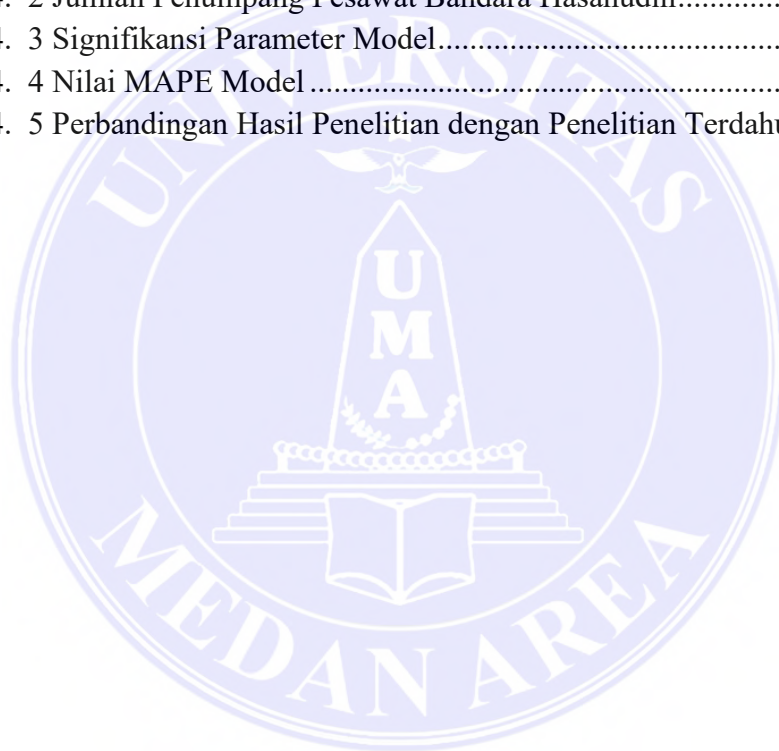 4. 2 Jumlah Penumpang Pesawat Bandara Hasanudin
4. 3 Signifikansi Parameter Model
4. 4 Nilai MAPE Model
4. 5 Perbandingan Hasil Penelitian dengan Penelitian
UNIVERSITAS
U
M
A
MEDAN AREA